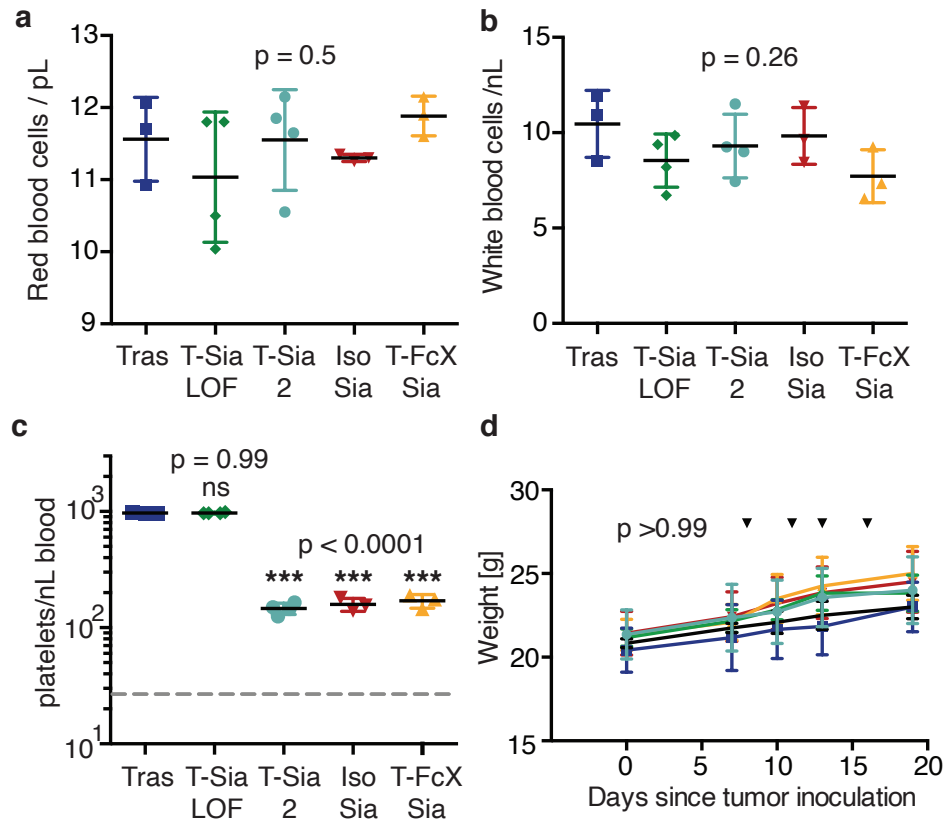 a
Red blood cells / pL
13
12
11
10
9
p = 0.5
Tras
T-Sia
LOF
T-Sia
2
Iso
Sia
T-FcX
Sia
b
White blood cells /nL
15
10
5
0
p = 0.26
Tras
T-Sia
LOF
T-Sia
2
Iso
Sia
T-FcX
Sia
c
platelets/nL blood
10³
10²
10¹
p = 0.99
ns
p < 0.0001
*** *** ***
Tras
T-Sia
LOF
T-Sia
2
Iso
Sia
T-FcX
Sia
d
Weight [g]
30
25
20
15
p >0.99
0 5 10 15 20
Days since tumor inoculation